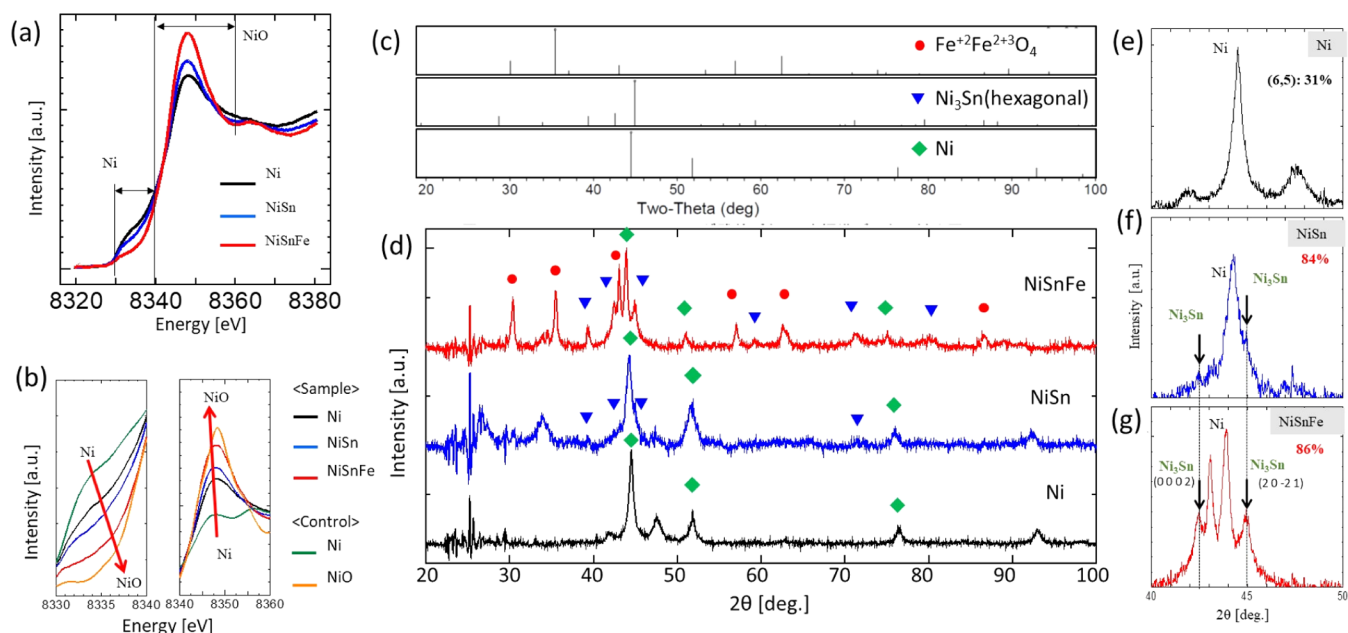 (a)
NiO
Ni
Ni
NiSn
NiSnFe
Intensity [a.u.]
8320 8340 8360 8380
Energy [eV]
(b)
Ni
NiO
NiO
Ni
<Sample>
Ni
NiSn
NiSnFe
<Control>
Ni
NiO
Intensity [a.u.]
8330 8335 8340
8340 8350 8360
Energy [eV]
(c)
Fe+2Fe2+3O4
Ni3Sn(hexagonal)
Ni
20 30 40 50 60 70 80 90 100
Two-Theta (deg)
(d)
NiSnFe
NiSn
Ni
Intensity [a.u.]
20 30 40 50 60 70 80 90 100
2θ [deg.]
(e)
Ni
Ni
(6,5): 31%
(f)
NiSn
84%
Ni
Ni3Sn
Ni3Sn
Intensity [a.u.]
(g)
NiSnFe
86%
Ni
Ni3Sn
(0 0 0 2)
Ni3Sn
(2 0 -2 1)
40 45 50
2θ [deg.]